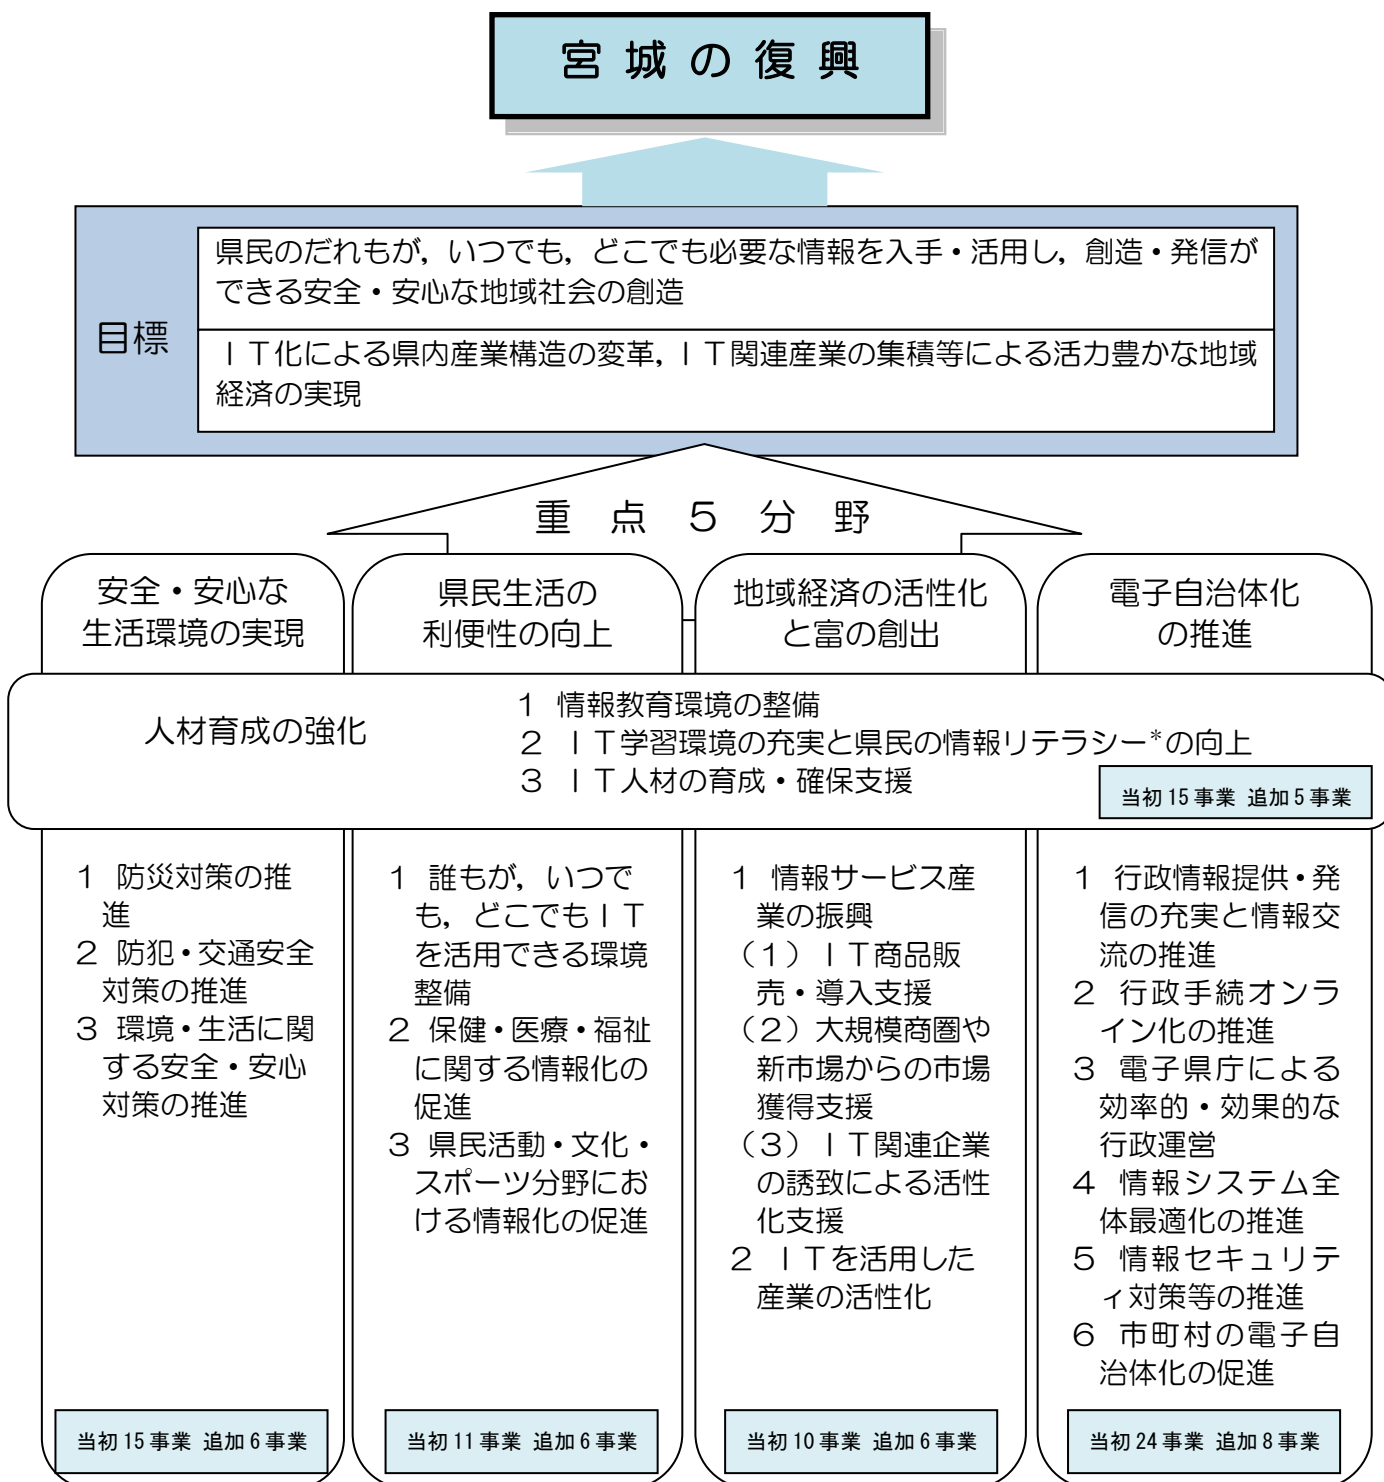 宮城の復興
目標
県民のだれもが，いつでも，どこでも必要な情報を入手・活用し，創造・発信が
できる安全・安心な地域社会の創造
ＩＴ化による県内産業構造の変革，ＩＴ関連産業の集積等による活力豊かな地域
経済の実現
重点５分野
安全・安心な
生活環境の実現
県民生活の
利便性の向上
地域経済の活性化
と富の創出
電子自治体化
の推進
人材育成の強化
１ 情報教育環境の整備
２ ＩＴ学習環境の充実と県民の情報リテラシー*の向上
３ ＩＴ人材の育成・確保支援
当初15事業 追加5事業
１ 防災対策の推
進
２ 防犯・交通安全
対策の推進
３ 環境・生活に関
する安全・安心
対策の推進
当初15事業 追加6事業
１ 誰もが，いつで
も，どこでもＩＴ
を活用できる環境
整備
２ 保健・医療・福祉
に関する情報化の
促進
３ 県民活動・文化・
スポーツ分野にお
ける情報化の促進
当初11事業 追加6事業
１ 情報サービス産
業の振興
（１）ＩＴ商品販
売・導入支援
（２）大規模商圏や
新市場からの市場
獲得支援
（３）ＩＴ関連企業
の誘致による活性
化支援
２ ＩＴを活用した
産業の活性化
当初10事業 追加6事業
１ 行政情報提供・発
信の充実と情報交
流の推進
２ 行政手続オンラ
イン化の推進
３ 電子県庁による
効率的・効果的な
行政運営
４ 情報システム全
体最適化の推進
５ 情報セキュリテ
ィ対策等の推進
６ 市町村の電子自
治体化の促進
当初24事業 追加8事業